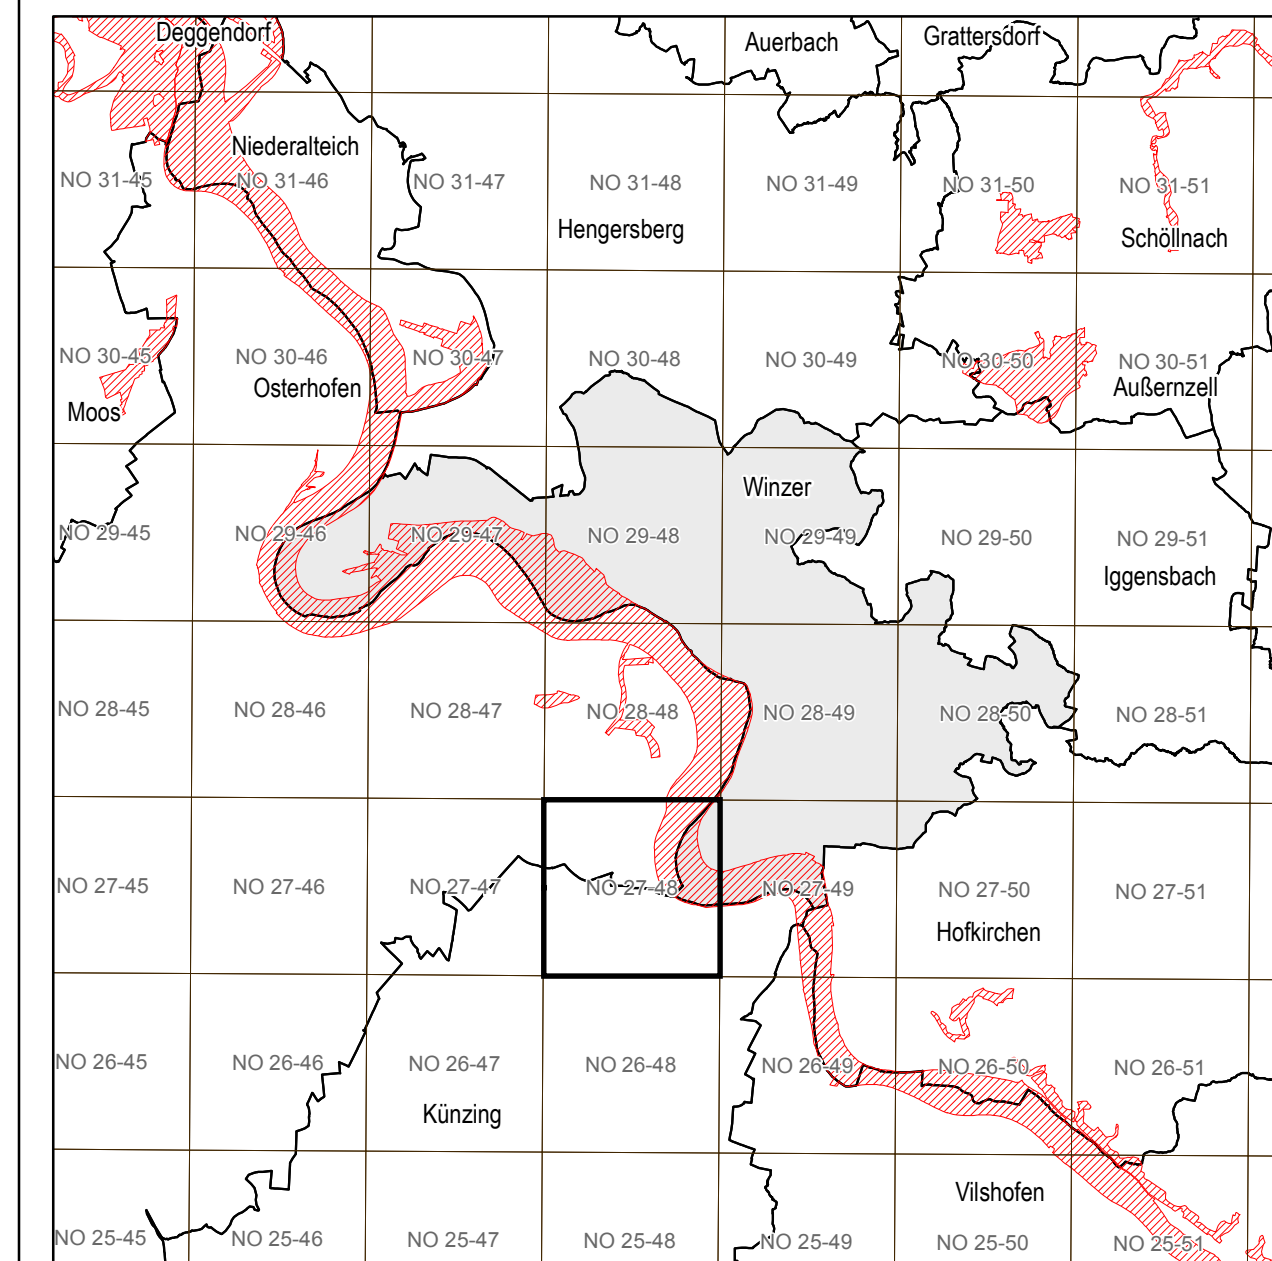 Deggendorf
Auerbach
Grattersdorf
Niederalteich
NO 31-45
NO 31-46
NO 31-47
NO 31-48
NO 31-49
NO 31-50
NO 31-51
Hengersberg
Schöllnach
NO 30-45
NO 30-46
NO 30-47
NO 30-48
NO 30-49
NO 30-50
NO 30-51
Osterhofen
Außernzell
Moos
Winzer
NO 29-45
NO 29-46
NO 29-47
NO 29-48
NO 29-49
NO 29-50
NO 29-51
Iggensbach
NO 28-45
NO 28-46
NO 28-47
NO 28-48
NO 28-49
NO 28-50
NO 28-51
NO 27-45
NO 27-46
NO 27-47
NO 27-48
NO 27-49
NO 27-50
NO 27-51
Hofkirchen
NO 26-45
NO 26-46
NO 26-47
NO 26-48
NO 26-49
NO 26-50
NO 26-51
Künzing
Vilshofen
NO 25-45
NO 25-46
NO 25-47
NO 25-48
NO 25-49
NO 25-50
NO 25-51